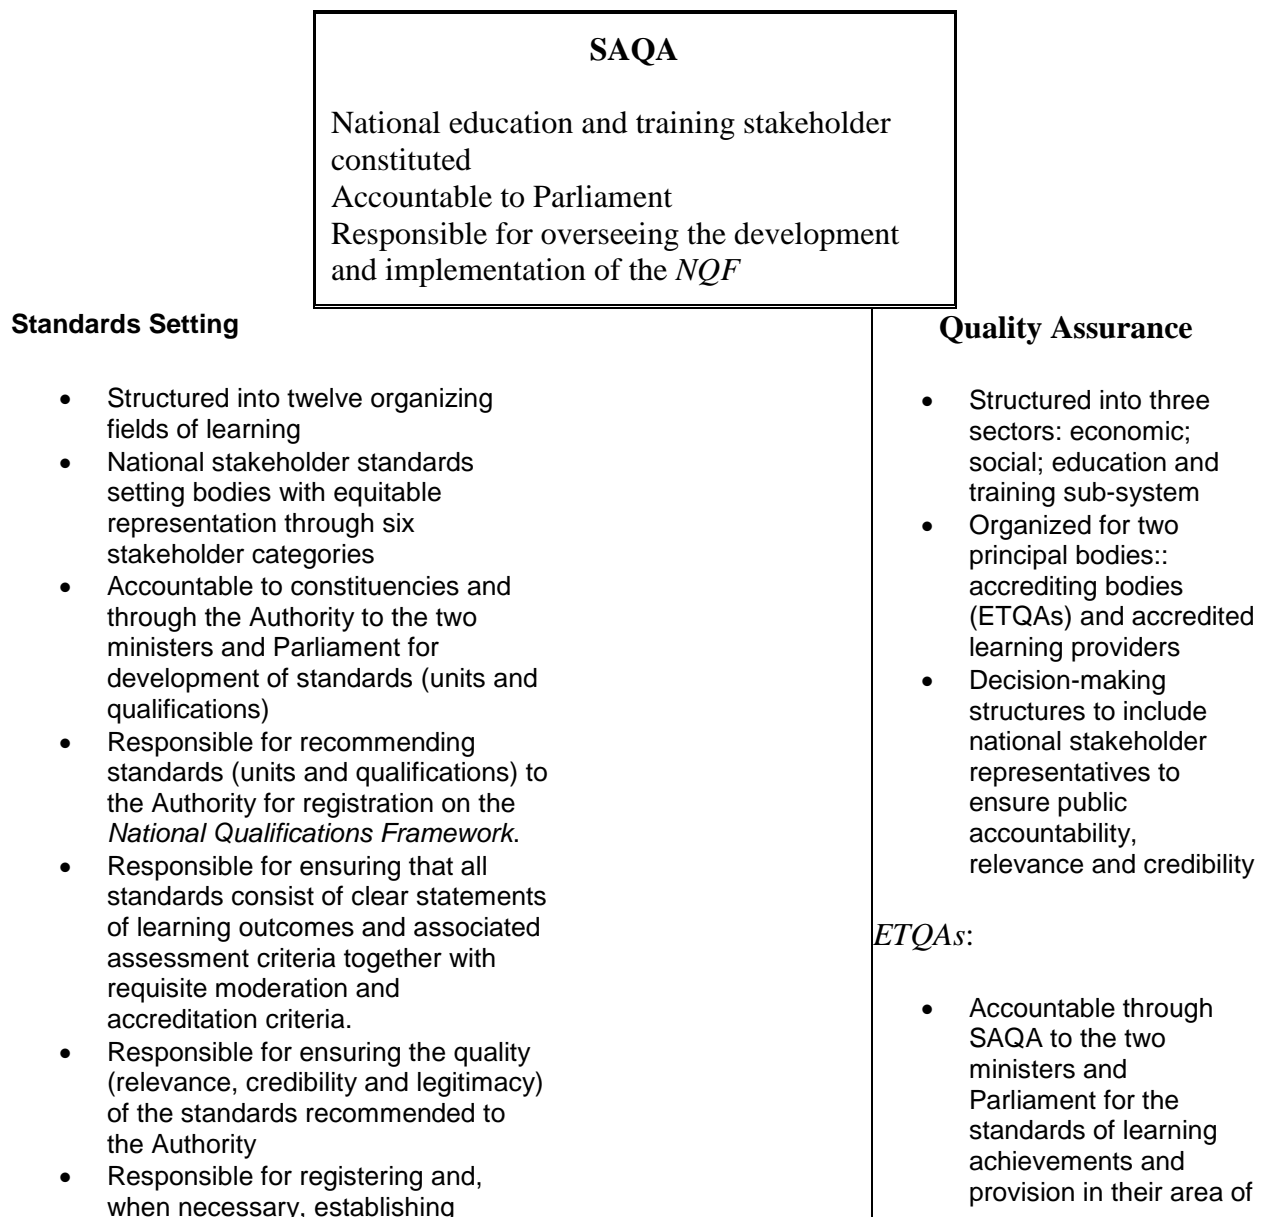 SAQA
National education and training stakeholder
constituted
Accountable to Parliament
Responsible for overseeing the development
and implementation of the NQF
Standards Setting
• Structured into twelve organizing
fields of learning
• National stakeholder standards
setting bodies with equitable
representation through six
stakeholder categories
• Accountable to constituencies and
through the Authority to the two
ministers and Parliament for
development of standards (units and
qualifications)
• Responsible for recommending
standards (units and qualifications) to
the Authority for registration on the
National Qualifications Framework.
• Responsible for ensuring that all
standards consist of clear statements
of learning outcomes and associated
assessment criteria together with
requisite moderation and
accreditation criteria.
• Responsible for ensuring the quality
(relevance, credibility and legitimacy)
of the standards recommended to
the Authority
• Responsible for registering and,
when necessary, establishing
Quality Assurance
• Structured into three
sectors: economic;
social; education and
training sub-system
• Organized for two
principal bodies::
accrediting bodies
(ETQAs) and accredited
learning providers
• Decision-making
structures to include
national stakeholder
representatives to
ensure public
accountability,
relevance and credibility
ETQAs:
• Accountable through
SAQA to the two
ministers and
Parliament for the
standards of learning
achievements and
provision in their area of